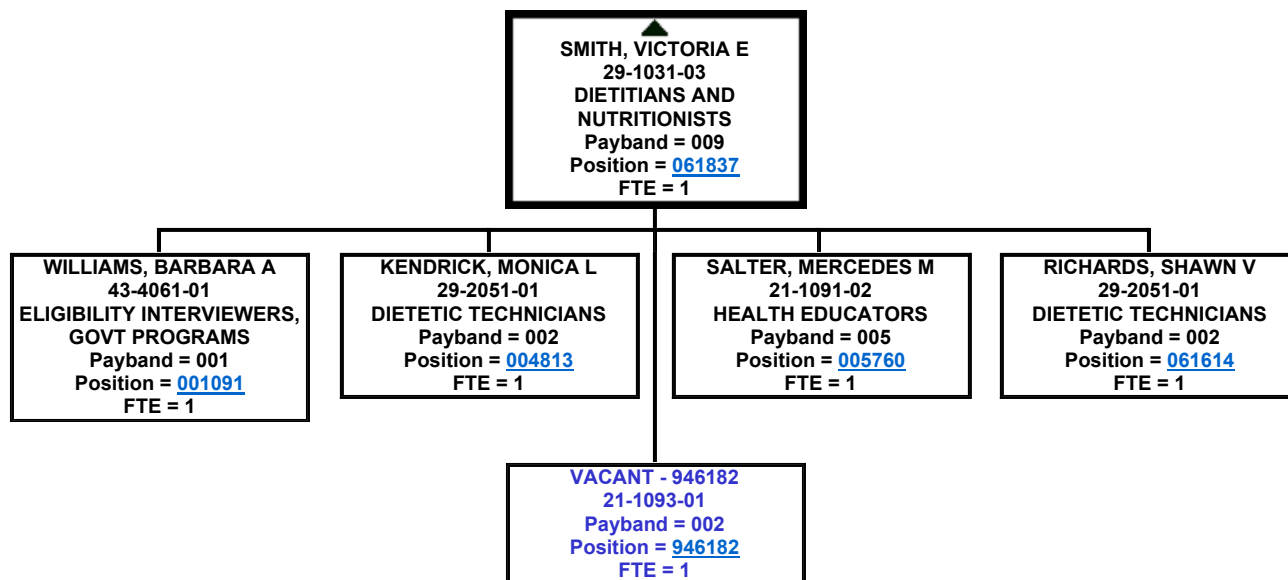 SMITH, VICTORIA E
29-1031-03
DIETITIANS AND
NUTRITIONISTS
Payband = 009
Position = 061837
FTE = 1
WILLIAMS, BARBARA A
43-4061-01
ELIGIBILITY INTERVIEWERS,
GOVT PROGRAMS
Payband = 001
Position = 001091
FTE = 1
KENDRICK, MONICA L
29-2051-01
DIETETIC TECHNICIANS
Payband = 002
Position = 004813
FTE = 1
SALTER, MERCEDES M
21-1091-02
HEALTH EDUCATORS
Payband = 005
Position = 005760
FTE = 1
RICHARDS, SHAWN V
29-2051-01
DIETETIC TECHNICIANS
Payband = 002
Position = 061614
FTE = 1
VACANT - 946182
21-1093-01
Payband = 002
Position = 946182
FTE = 1